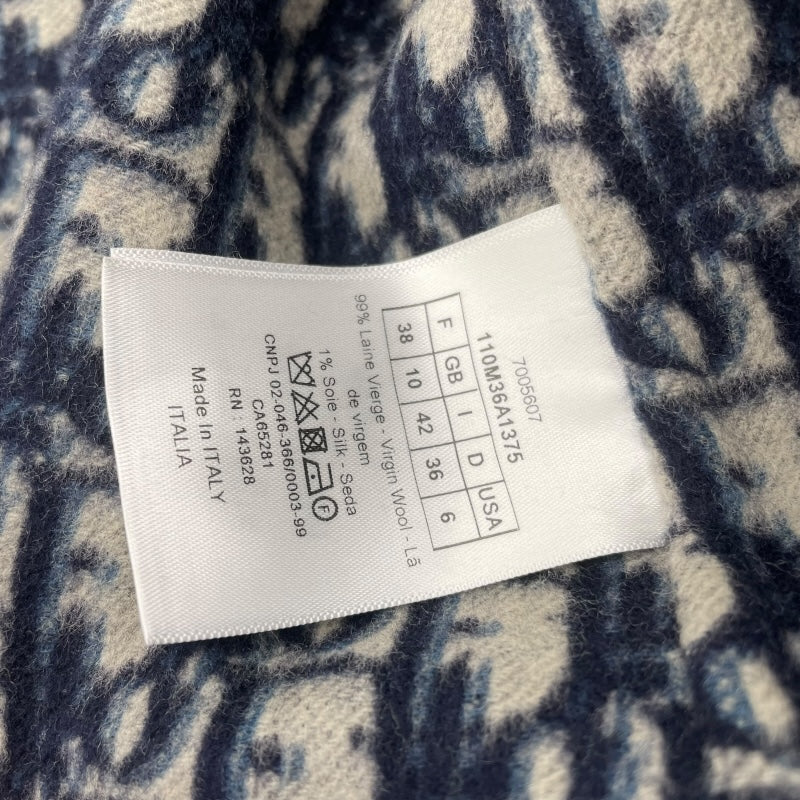 7005607
110M36A1375
F GB I D USA
38 10 42 36 6
99% Laine Vierge - Virgin Wool - Lã
de virgem
1% Soie - Silk - Seda
F
CNPJ 02-046-366/0003-99
CA65281
RN : 143628
Made In ITALY
ITALIA